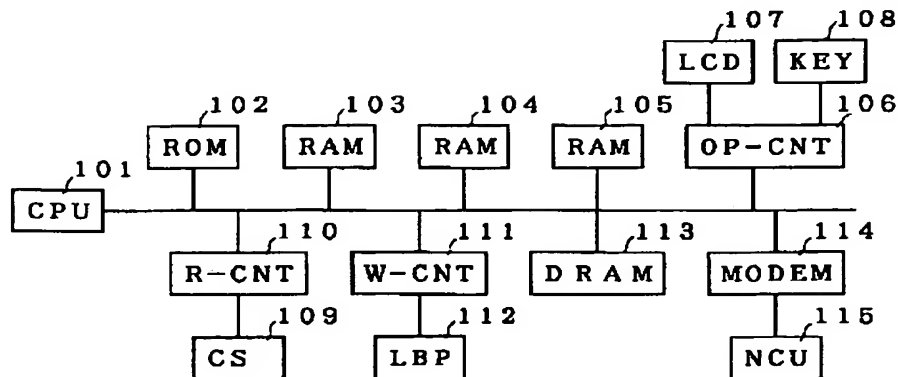 107 108
LCD KEY
102 103 104 105 106
ROM RAM RAM RAM OP-CNT
101
CPU
110 111 113 114
R-CNT W-CNT DRAM MODEM
109 112 115
CS LBP NCU